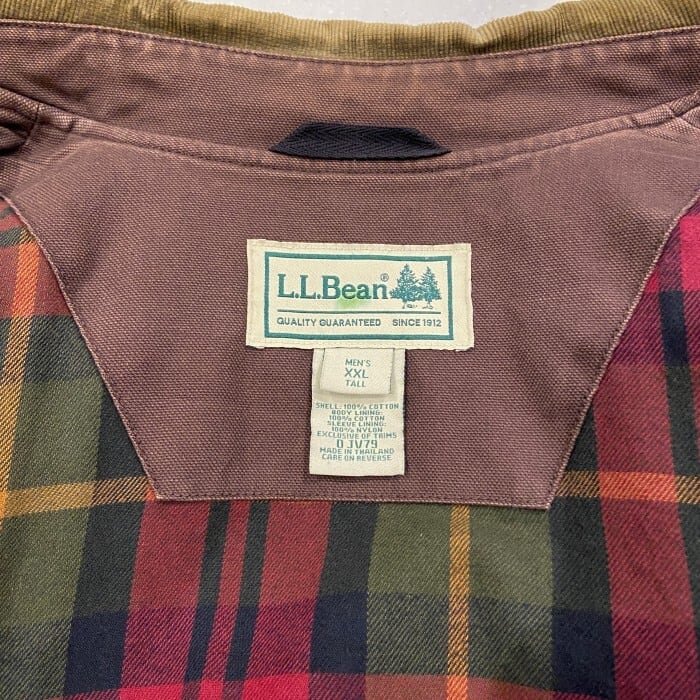 L.L.Bean®
QUALITY GUARANTEED SINCE 1912
MEN'S
XXL
TALL
SHELL: 100% COTTON
BODY LINING:
100% COTTON
SLEEVE LINING:
100% NYLON
EXCLUSIVE OF TRIMS
0 JV79
MADE IN THAILAND
CARE ON REVERSE